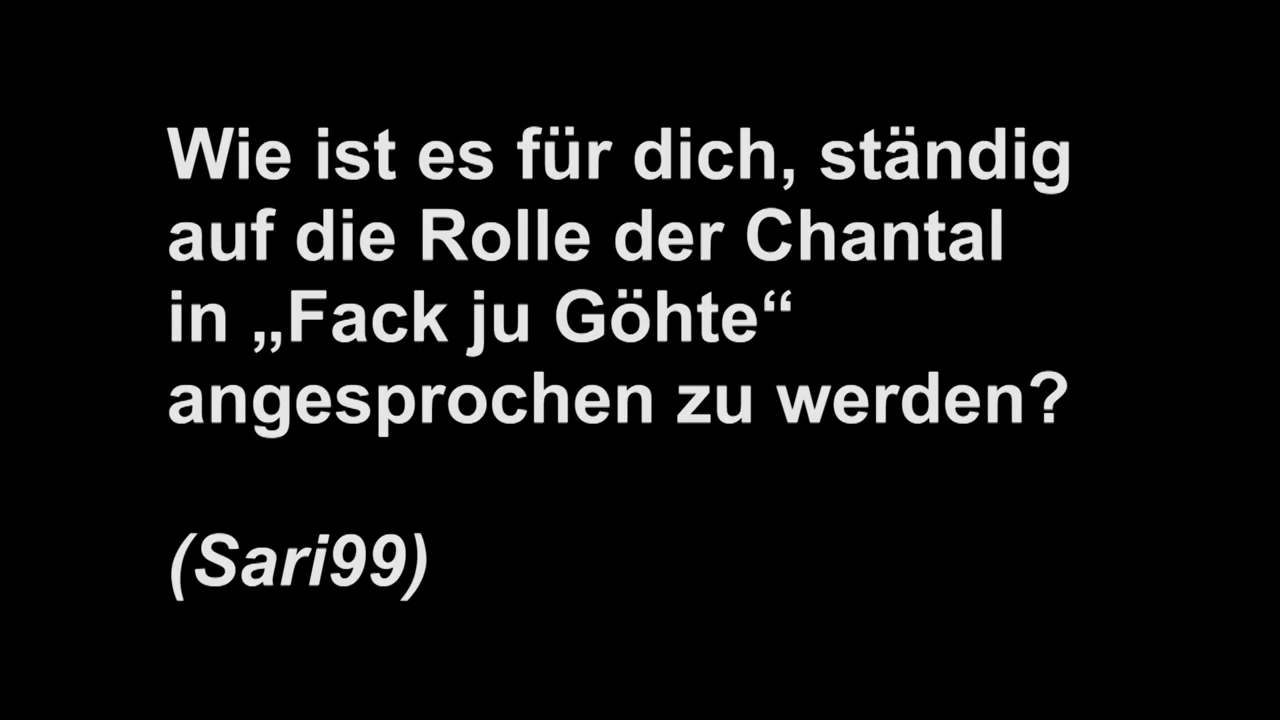 Wie ist es für dich, ständig
auf die Rolle der Chantal
in „Fack ju Göhte“
angesprochen zu werden?
(Sari99)